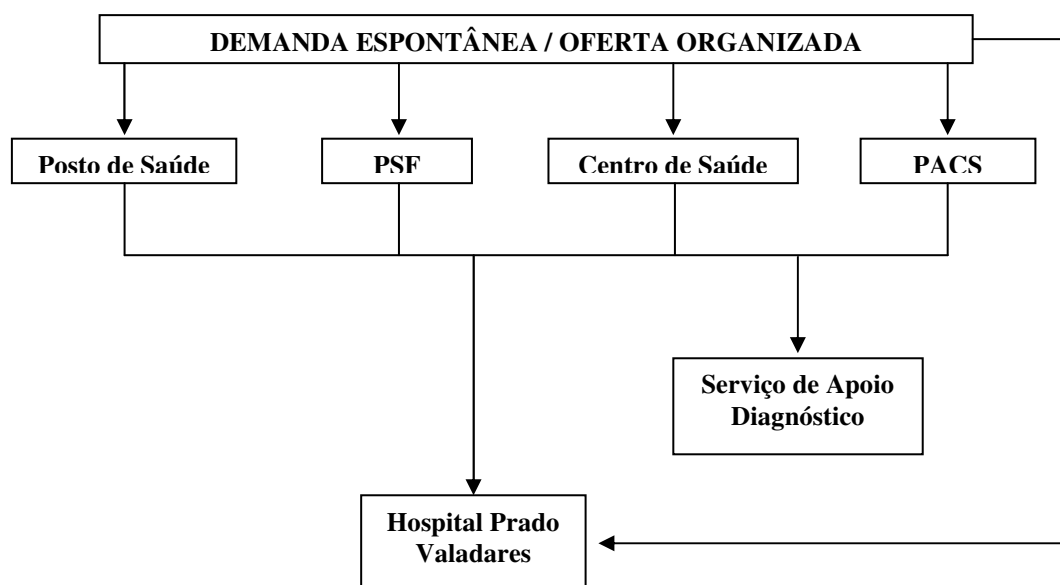 DEMANDA ESPONTÂNEA / OFERTA ORGANIZADA
Posto de Saúde
PSF
Centro de Saúde
PACS
Serviço de Apoio
Diagnóstico
Hospital Prado
Valadares